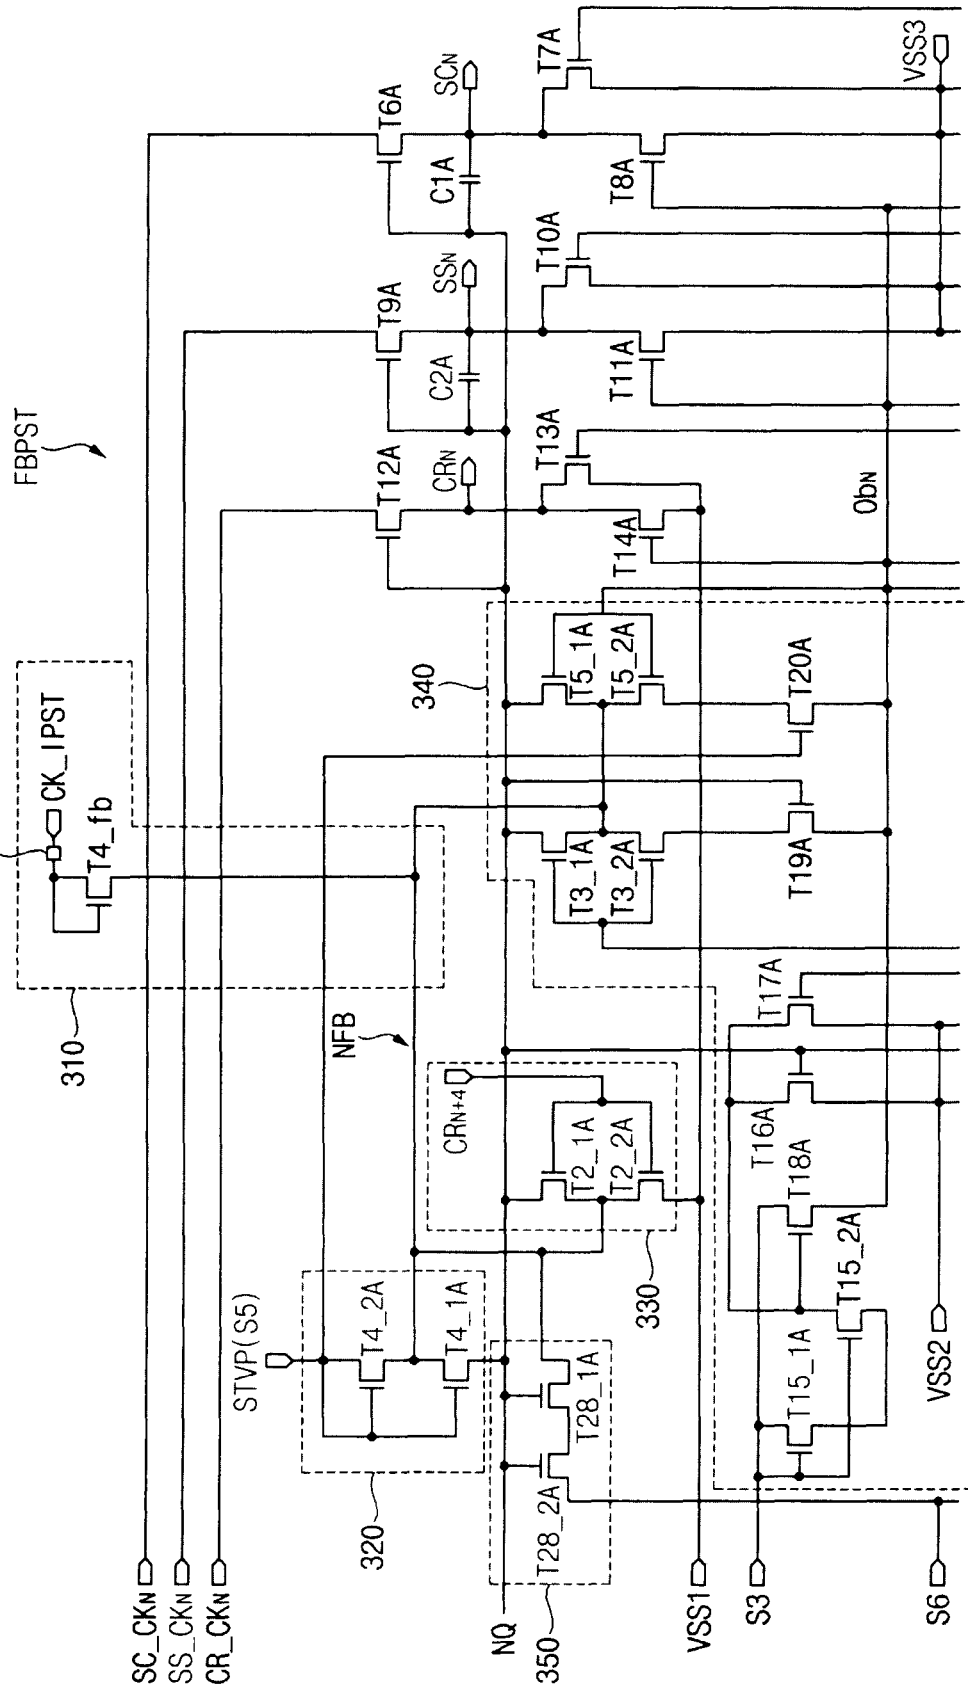 FBPST
SC_CKN
SS_CKN
CR_CKN
310
CK_IPST
T4_fb
NFB
STVP(S5)
T4_2A
T4_1A
320
T12A
T9A
T6A
CRN
SSN
SCN
C2A
C1A
NQ
350
T28_2A
T28_1A
CRN+4
T2_1A
T2_2A
330
340
T3_1A
T3_2A
T5_1A
T5_2A
T13A
T14A
T10A
T11A
T7A
T8A
VSS1
S3
T15_1A
T15_2A
T18A
T16A
T17A
T19A
T20A
QbN
S6
VSS2
VSS3